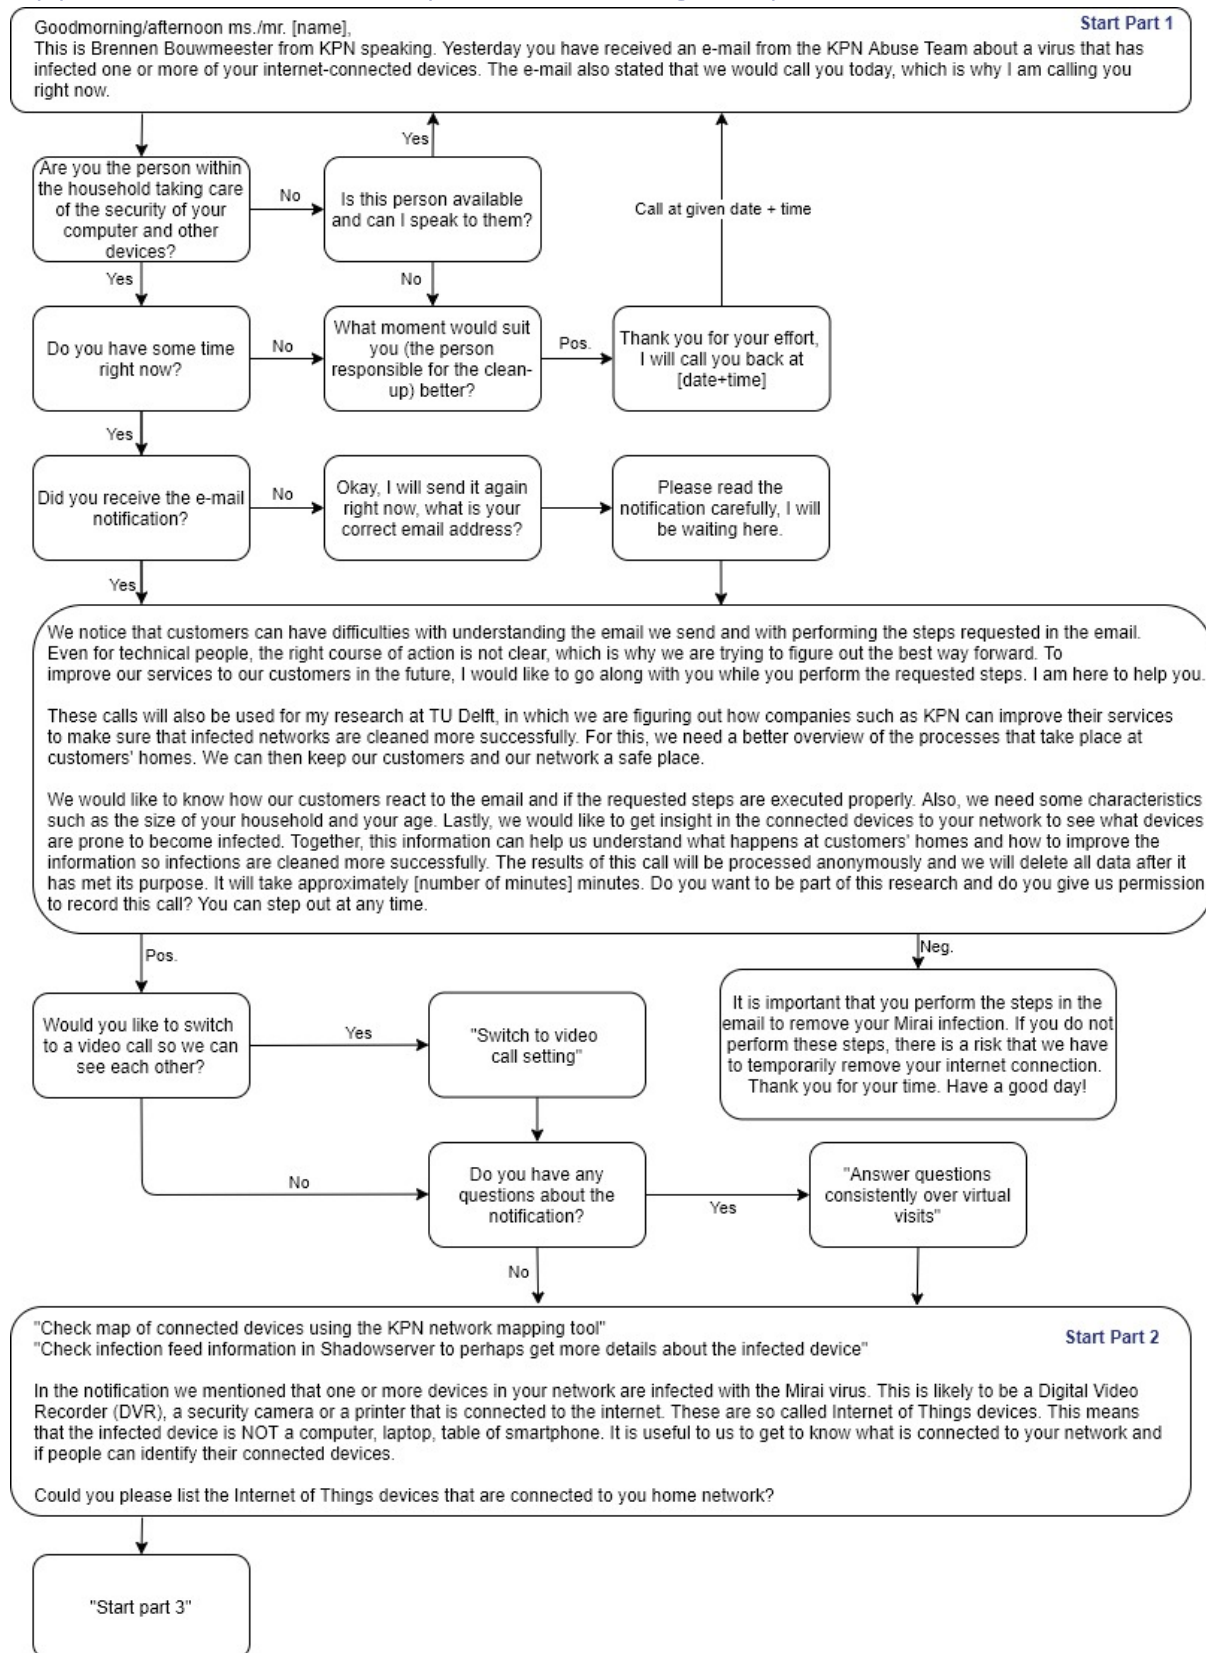 Goodmorning/afternoon ms./mr. [name],
Start Part 1
This is Brennen Bouwmeester from KPN speaking. Yesterday you have received an e-mail from the KPN Abuse Team about a virus that has
infected one or more of your internet-connected devices. The e-mail also stated that we would call you today, which is why I am calling you
right now.
Yes
Are you the person within
the household taking care
of the security of your
computer and other
devices?
No
Is this person available
and can I speak to them?
Call at given date + time
Yes
No
Do you have some time
right now?
No
What moment would suit
you (the person
responsible for the clean-
up) better?
Pos.
Thank you for your effort,
I will call you back at
[date+time]
Yes
Did you receive the e-mail
notification?
No
Okay, I will send it again
right now, what is your
correct email address?
Please read the
notification carefully, I will
be waiting here.
Yes
We notice that customers can have difficulties with understanding the email we send and with performing the steps requested in the email.
Even for technical people, the right course of action is not clear, which is why we are trying to figure out the best way forward. To
improve our services to our customers in the future, I would like to go along with you while you perform the requested steps. I am here to help you.
These calls will also be used for my research at TU Delft, in which we are figuring out how companies such as KPN can improve their services
to make sure that infected networks are cleaned more successfully. For this, we need a better overview of the processes that take place at
customers' homes. We can then keep our customers and our network a safe place.
We would like to know how our customers react to the email and if the requested steps are executed properly. Also, we need some characteristics
such as the size of your household and your age. Lastly, we would like to get insight in the connected devices to your network to see what devices
are prone to become infected. Together, this information can help us understand what happens at customers' homes and how to improve the
information so infections are cleaned more successfully. The results of this call will be processed anonymously and we will delete all data after it
has met its purpose. It will take approximately [number of minutes] minutes. Do you want to be part of this research and do you give us permission
to record this call? You can step out at any time.
Pos.
Neg.
Would you like to switch
to a video call so we can
see each other?
Yes
"Switch to video
call setting"
It is important that you perform the steps in the
email to remove your Mirai infection. If you do not
perform these steps, there is a risk that we have
to temporarily remove your internet connection.
Thank you for your time. Have a good day!
No
Do you have any
questions about the
notification?
Yes
"Answer questions
consistently over virtual
visits"
No
"Check map of connected devices using the KPN network mapping tool"
Start Part 2
"Check infection feed information in Shadowserver to perhaps get more details about the infected device"
In the notification we mentioned that one or more devices in your network are infected with the Mirai virus. This is likely to be a Digital Video
Recorder (DVR), a security camera or a printer that is connected to the internet. These are so called Internet of Things devices. This means
that the infected device is NOT a computer, laptop, table of smartphone. It is useful to us to get to know what is connected to your network and
if people can identify their connected devices.
Could you please list the Internet of Things devices that are connected to you home network?
"Start part 3"